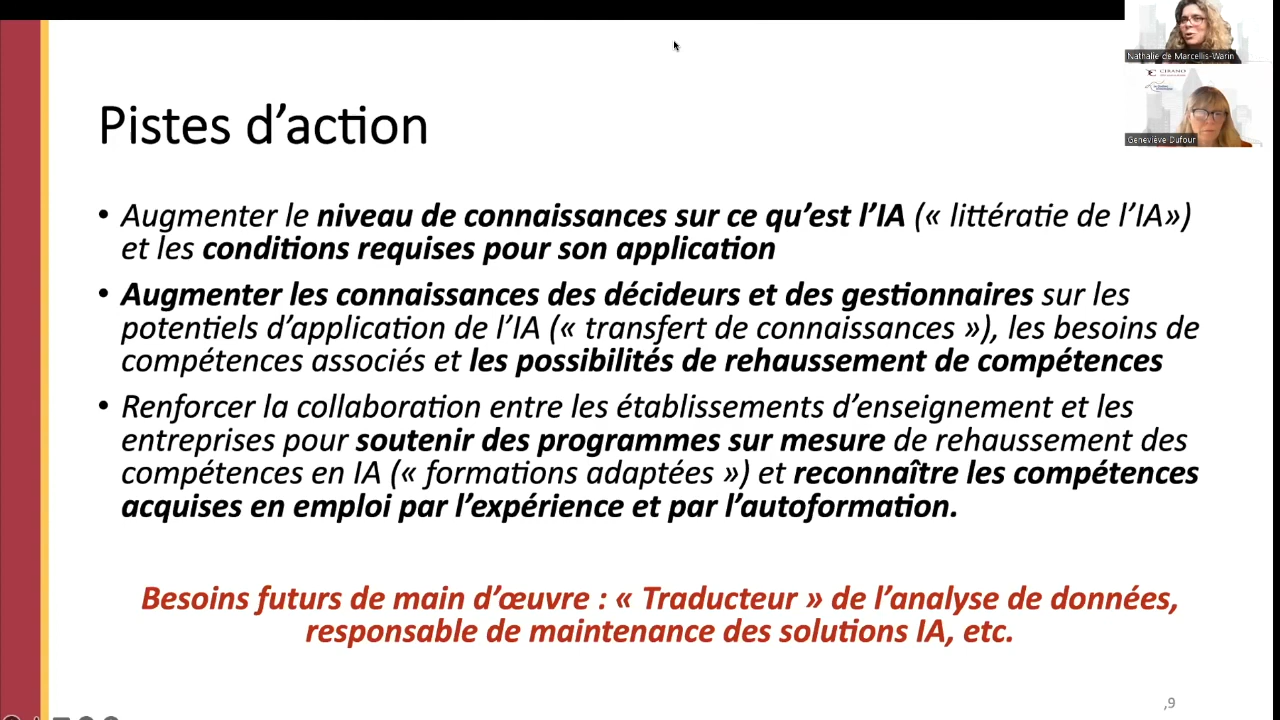 Nathalie de Marcellis-Warin
CIRANO
Geneviève Dufour
Pistes d’action
• Augmenter le niveau de connaissances sur ce qu’est l’IA (« littératie de l’IA»)
et les conditions requises pour son application
• Augmenter les connaissances des décideurs et des gestionnaires sur les
potentiels d’application de l’IA (« transfert de connaissances »), les besoins de
compétences associés et les possibilités de rehaussement de compétences
• Renforcer la collaboration entre les établissements d’enseignement et les
entreprises pour soutenir des programmes sur mesure de rehaussement des
compétences en IA (« formations adaptées ») et reconnaître les compétences
acquises en emploi par l’expérience et par l’autoformation.
Besoins futurs de main d’œuvre : « Traducteur » de l’analyse de données,
responsable de maintenance des solutions IA, etc.
,9